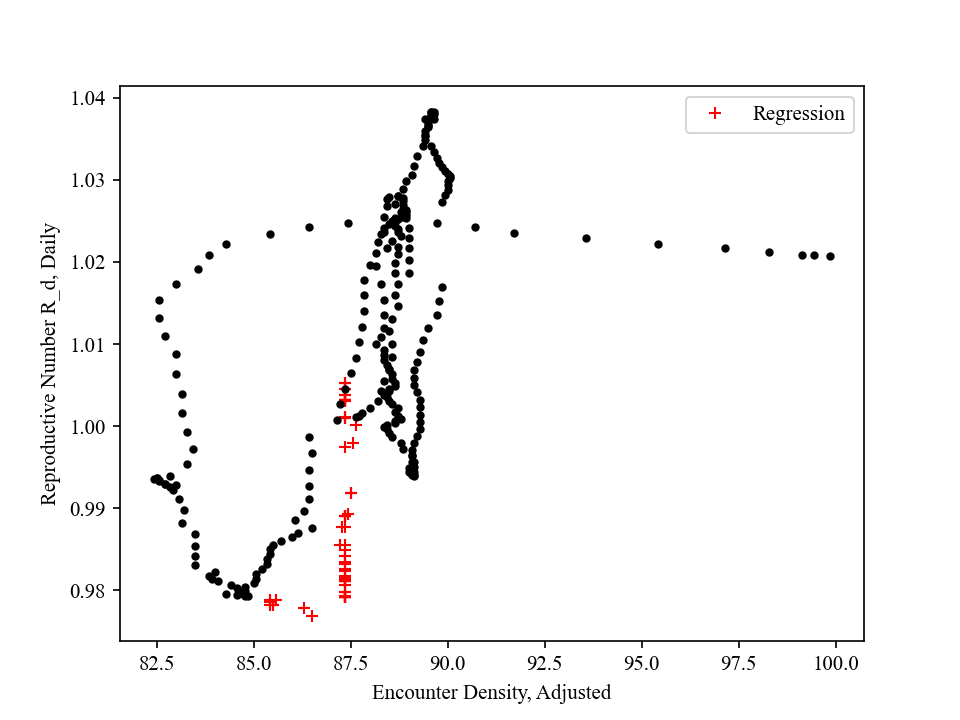 1.04
Regression
1.03
1.02
1.01
1.00
0.99
0.98
Reproductive Number R_d, Daily
82.5 85.0 87.5 90.0 92.5 95.0 97.5 100.0
Encounter Density, Adjusted